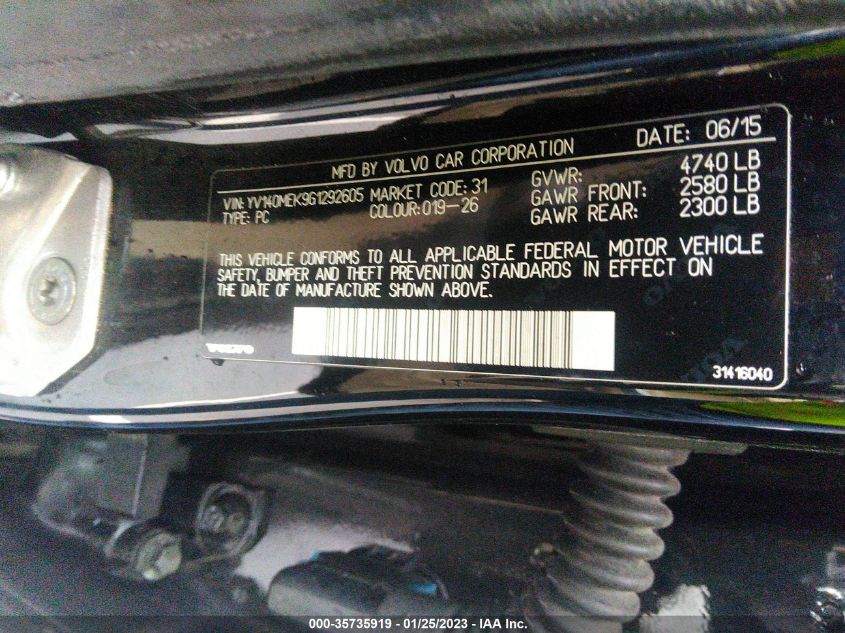 MFD BY VOLVO CAR CORPORATION DATE: 06/15
VIN: YV140MEK9G1292605 MARKET CODE: 31 GVWR: 4740 LB
TYPE: PC COLOUR: 019-26 GAWR FRONT: 2580 LB
GAWR REAR: 2300 LB
THIS VEHICLE CONFORMS TO ALL APPLICABLE FEDERAL MOTOR VEHICLE
SAFETY, BUMPER AND THEFT PREVENTION STANDARDS IN EFFECT ON
THE DATE OF MANUFACTURE SHOWN ABOVE.
VOLVO
31416040
000-35735919 - 01/25/2023 - IAA Inc.